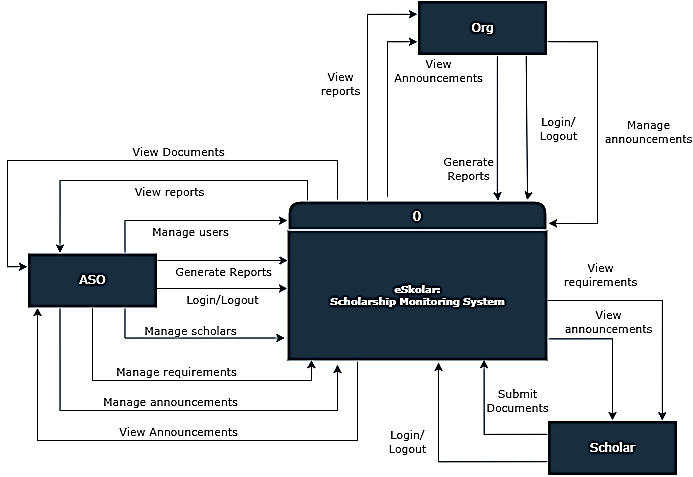 Org
View
Announcements
View
reports
Login/
Logout
Manage
announcements
Generate
Reports
View Documents
View reports
0
Manage users
ASO
Generate Reports
Login/Logout
eSkolar:
Scholarship Monitoring System
View
requirements
View
announcements
Manage scholars
Manage requirements
Manage announcements
View Announcements
Submit
Documents
Login/
Logout
Scholar